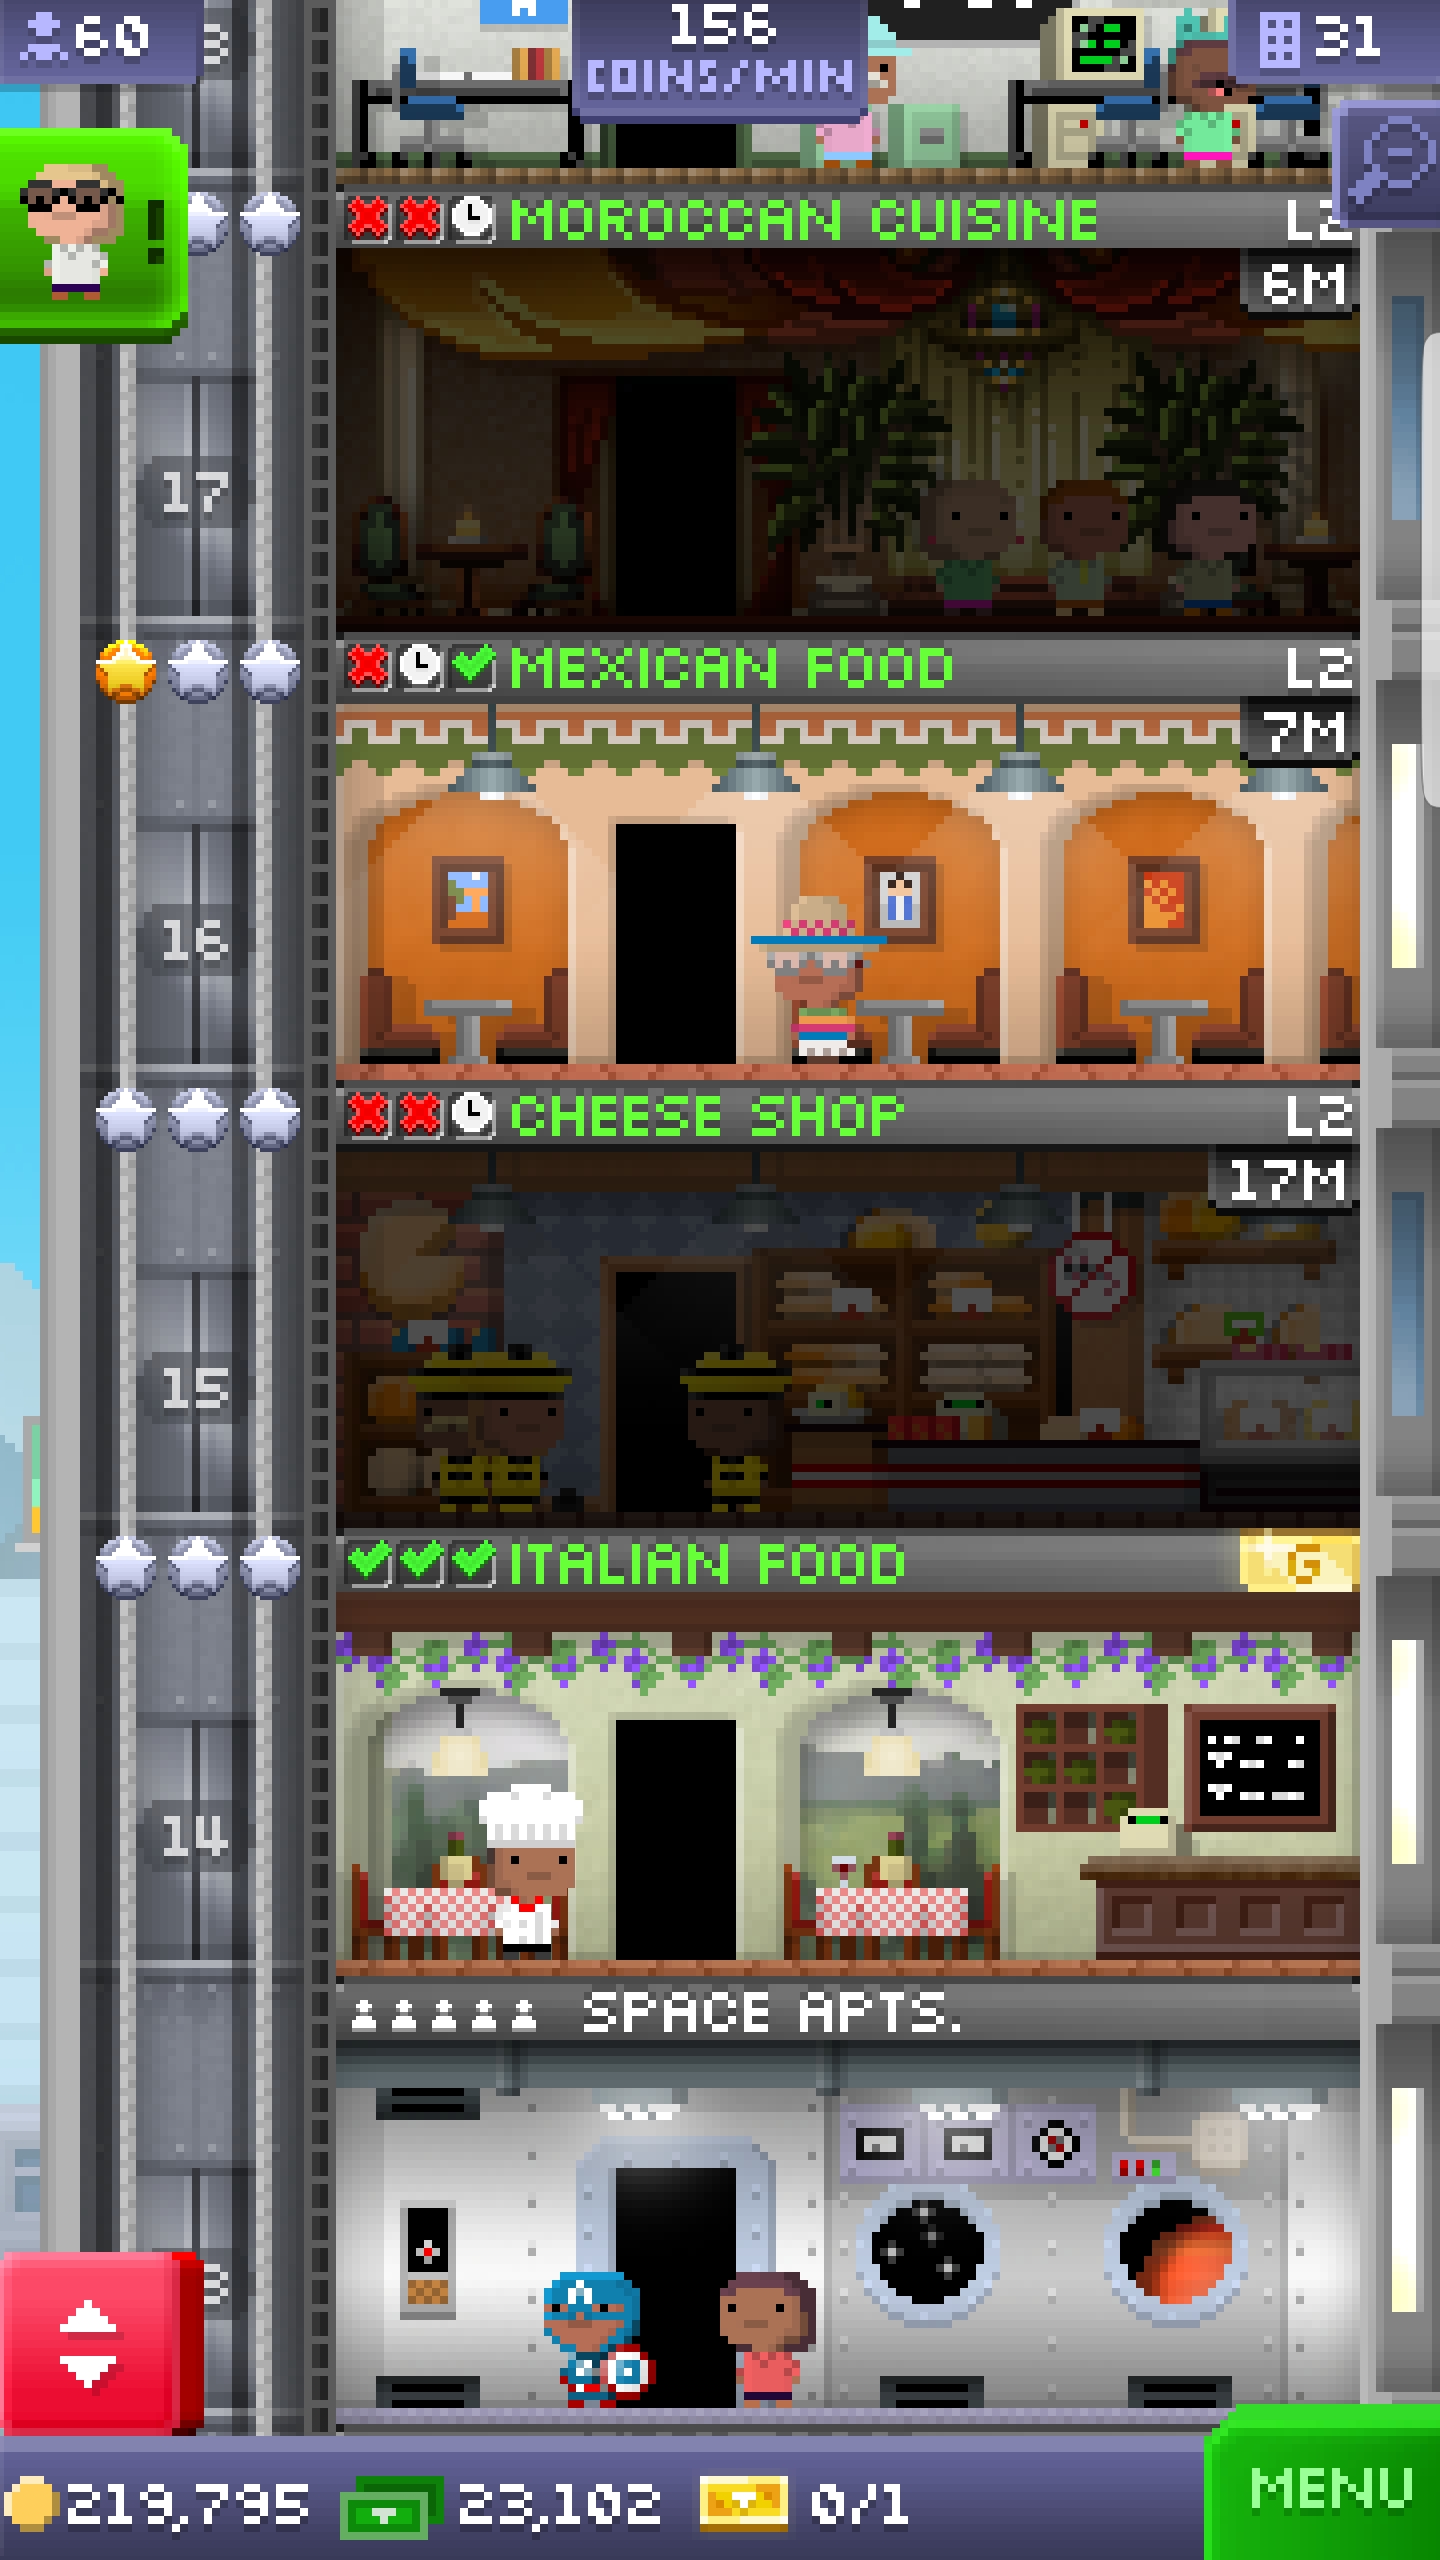 60
156
COINS/MIN
31
MOROCCAN CUISINE
L2
6M
17
MEXICAN FOOD
L2
7M
16
CHEESE SHOP
L2
17M
15
ITALIAN FOOD
G
14
SPACE APTS.
219,795
23,102
0/1
MENU